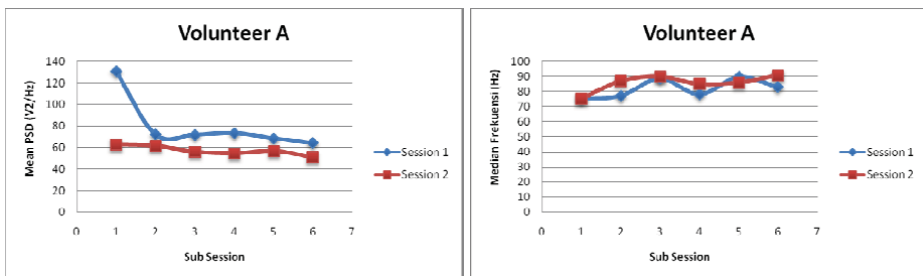 Volunteer A
Mean PSD (V2/Hz)
140
120
100
80
60
40
20
0
0 1 2 3 4 5 6 7
Sub Session
Session 1
Session 2
Volunteer A
Median Frekuensi (Hz)
100
90
80
70
60
50
40
30
20
10
0
0 1 2 3 4 5 6 7
Sub Session
Session 1
Session 2